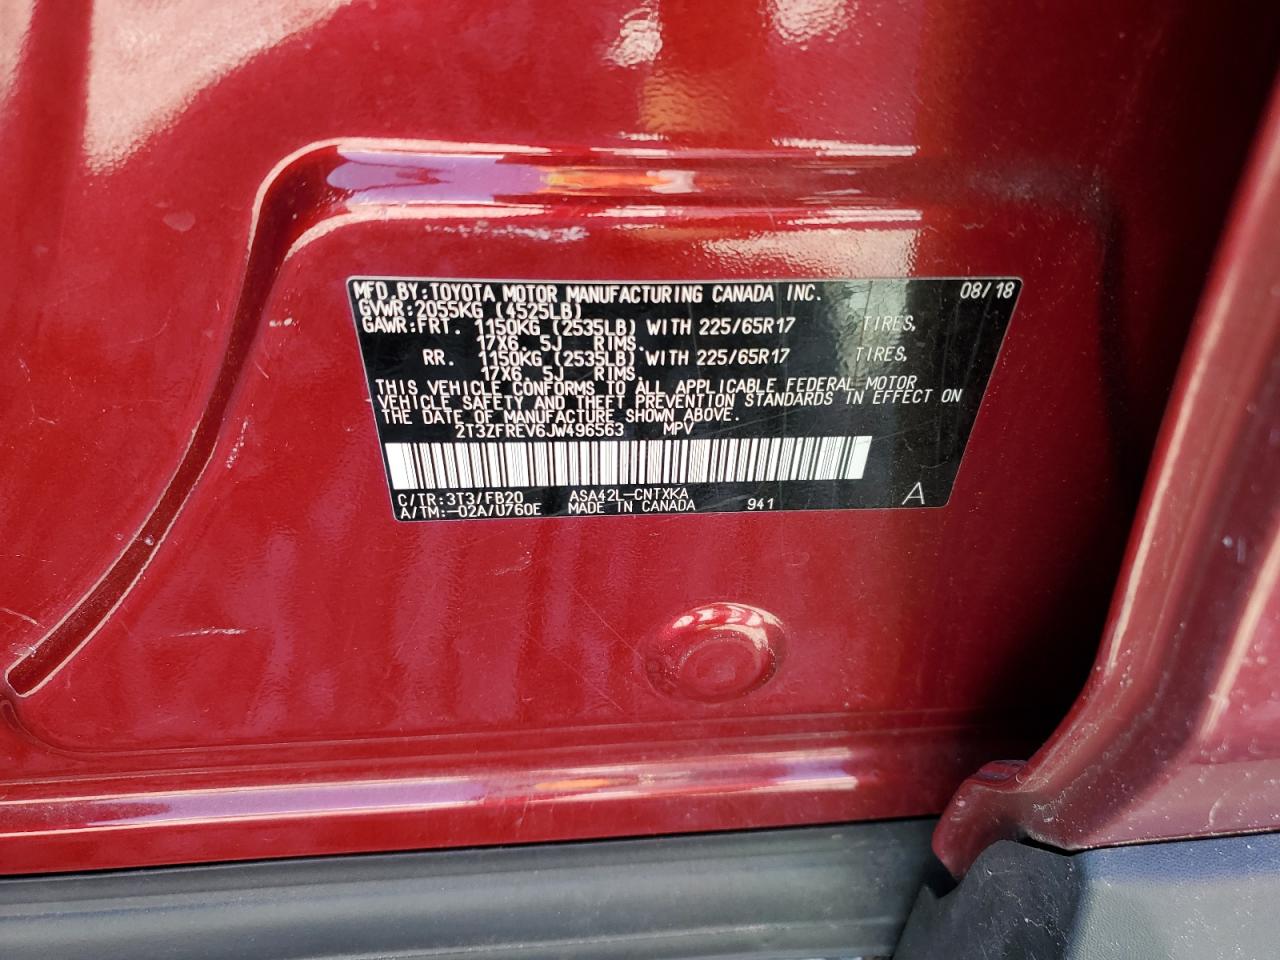 MFD.BY:TOYOTA MOTOR MANUFACTURING CANADA INC. 08/18
GVWR:2055KG (4525LB)
GAWR:FRT. 1150KG (2535LB) WITH 225/65R17 TIRES,
17X6. 5J RIMS.
RR. 1150KG (2535LB) WITH 225/65R17 TIRES,
17X6. 5J RIMS.
THIS VEHICLE CONFORMS TO ALL APPLICABLE FEDERAL MOTOR
VEHICLE SAFETY AND THEFT PREVENTION STANDARDS IN EFFECT ON
THE DATE OF MANUFACTURE SHOWN ABOVE.
2T3ZFREV6JW496563 MPV
C/TR:3T3/FB20 ASA42L-CNTXKA
A/TM:-02A/U760E MADE IN CANADA 941 A